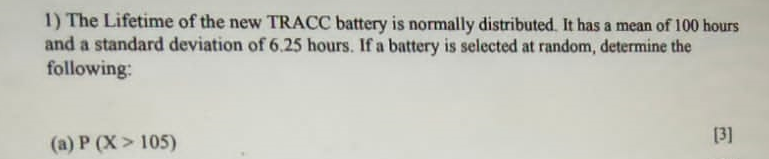 1) The Lifetime of the new TRACC battery is normally distributed. It has a mean of 100 hours
and a standard deviation of 6.25 hours. If a battery is selected at random, determine the
following:
(a) P (X > 105) [3]